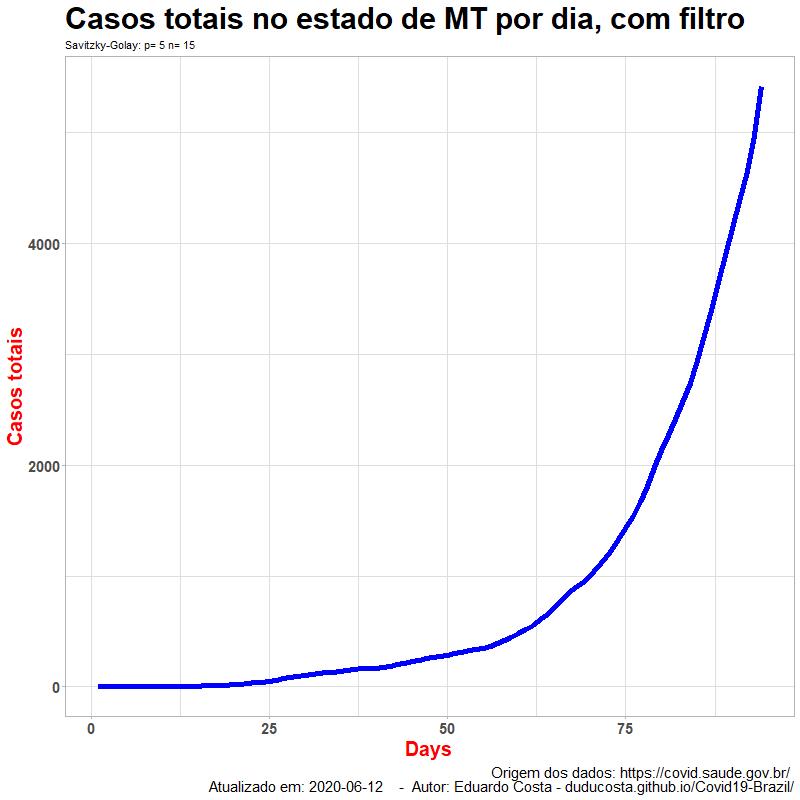 Casos totais no estado de MT por dia, com filtro
Savitzky-Golay: p= 5 n= 15
Casos totais
4000
2000
0
0 25 50 75
Days
Origem dos dados: https://covid.saude.gov.br/
Atualizado em: 2020-06-12 - Autor: Eduardo Costa - duducosta.github.io/Covid19-Brazil/